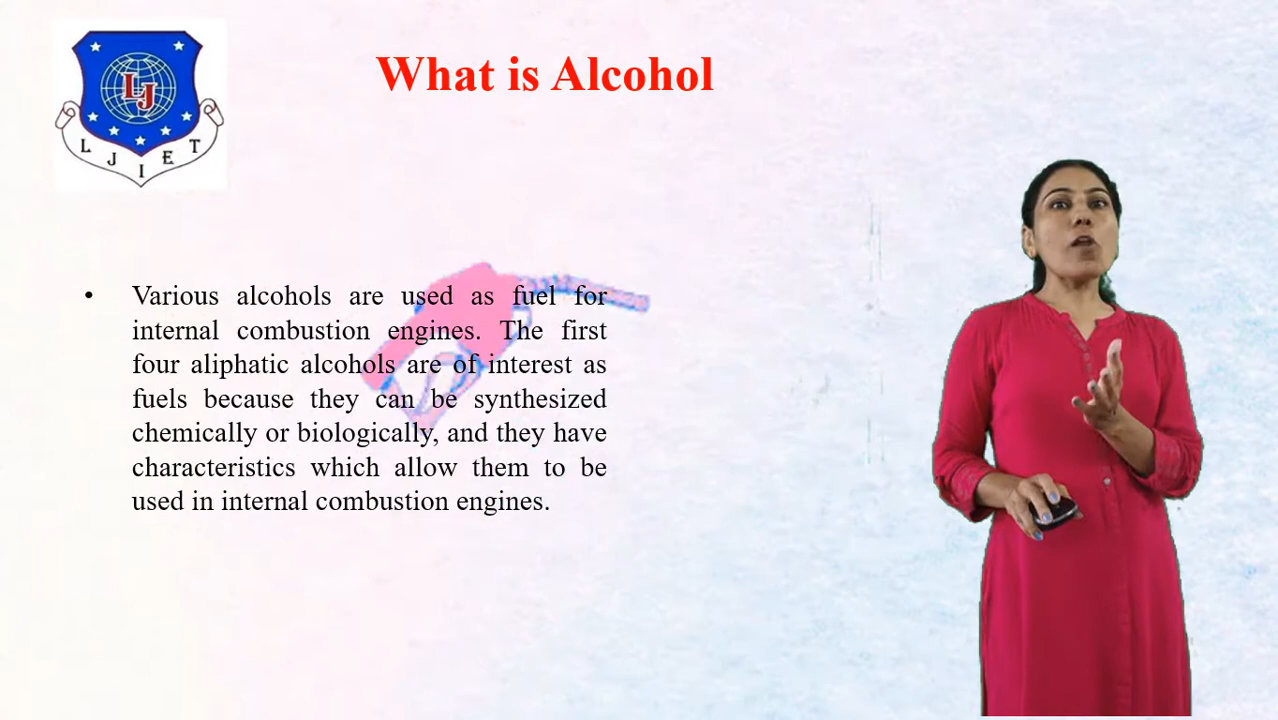 What is Alcohol
LJ
L J I E T
• Various alcohols are used as fuel for
internal combustion engines. The first
four aliphatic alcohols are of interest as
fuels because they can be synthesized
chemically or biologically, and they have
characteristics which allow them to be
used in internal combustion engines.